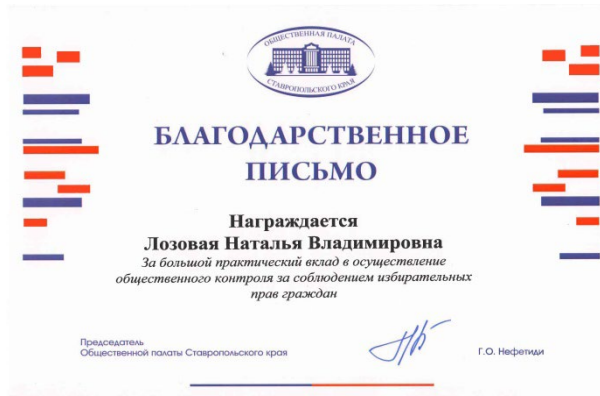 ОБЩЕСТВЕННАЯ ПАЛАТА
СТАВРОПОЛЬСКОГО КРАЯ
БЛАГОДАРСТВЕННОЕ
ПИСЬМО
Награждается
Лозовая Наталья Владимировна
За большой практический вклад в осуществление
общественного контроля за соблюдением избирательных
прав граждан
Председатель
Общественной палаты Ставропольского края
Г.О. Нефетиди